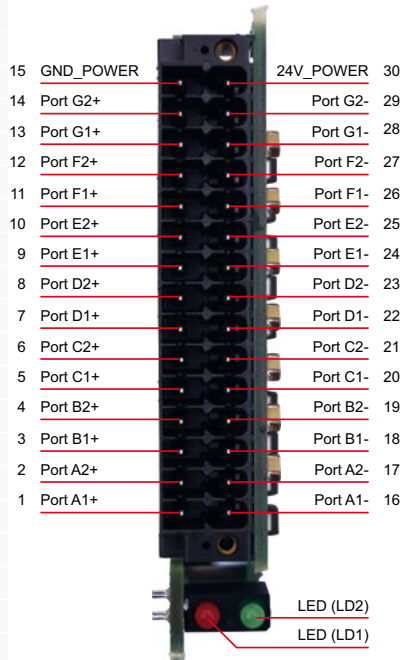 15 GND_POWER 24V_POWER 30
14 Port G2+ Port G2- 29
13 Port G1+ Port G1- 28
12 Port F2+ Port F2- 27
11 Port F1+ Port F1- 26
10 Port E2+ Port E2- 25
9 Port E1+ Port E1- 24
8 Port D2+ Port D2- 23
7 Port D1+ Port D1- 22
6 Port C2+ Port C2- 21
5 Port C1+ Port C1- 20
4 Port B2+ Port B2- 19
3 Port B1+ Port B1- 18
2 Port A2+ Port A2- 17
1 Port A1+ Port A1- 16
LED (LD2)
LED (LD1)